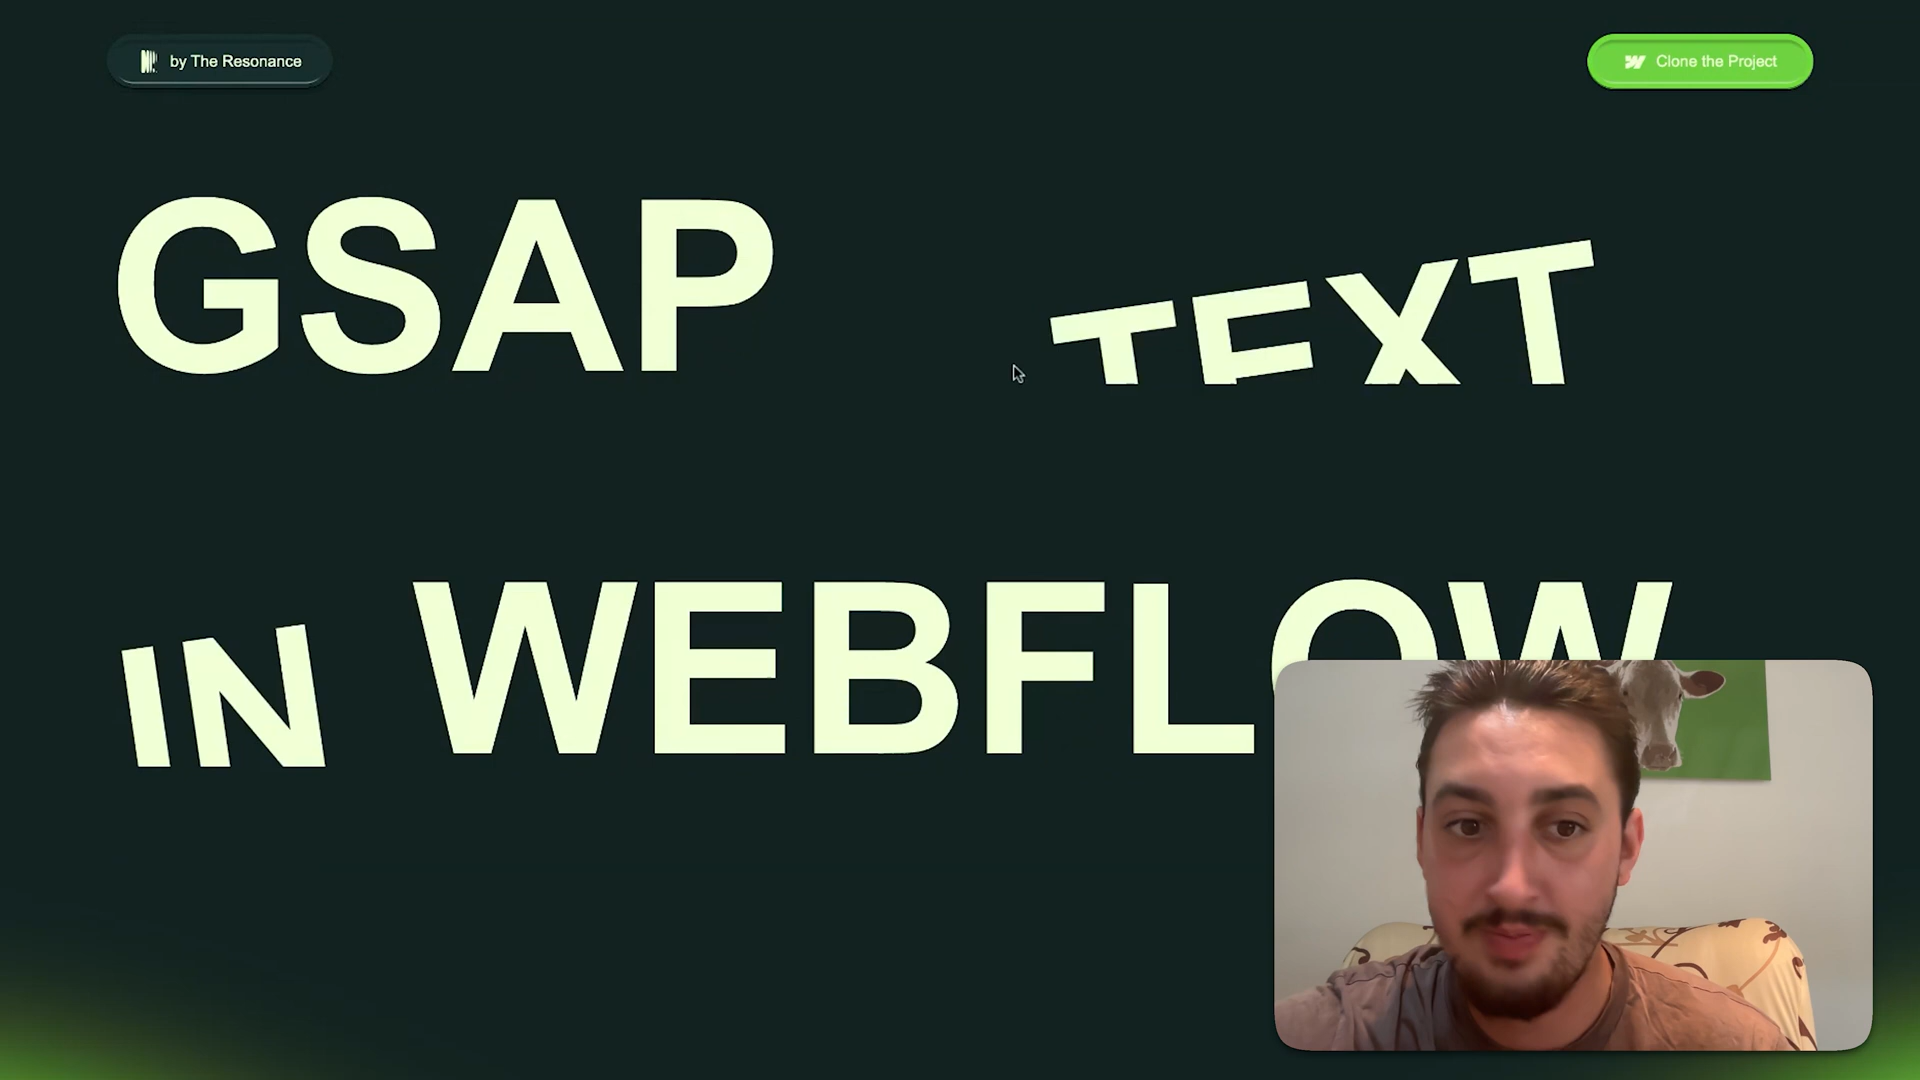 by The Resonance
Clone the Project
GSAP TEXT
IN WEBFLOW